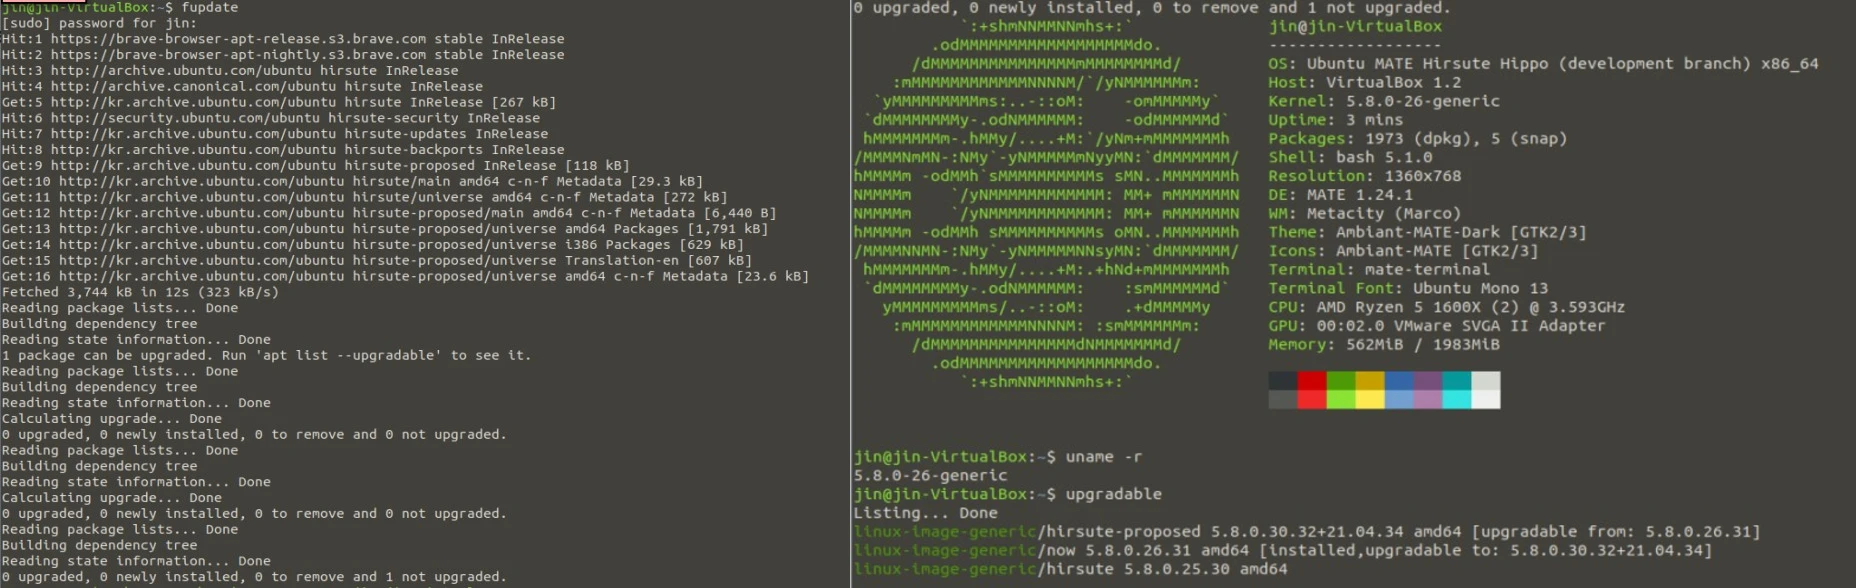 jin@jin-VirtualBox:~$ fupdate
[sudo] password for jin:
Hit:1 https://brave-browser-apt-release.s3.brave.com stable InRelease
Hit:2 https://brave-browser-apt-nightly.s3.brave.com stable InRelease
Hit:3 http://archive.ubuntu.com/ubuntu hirsute InRelease
Hit:4 http://archive.canonical.com/ubuntu hirsute InRelease
Get:5 http://kr.archive.ubuntu.com/ubuntu hirsute InRelease [267 kB]
Hit:6 http://security.ubuntu.com/ubuntu hirsute-security InRelease
Hit:7 http://kr.archive.ubuntu.com/ubuntu hirsute-updates InRelease
Hit:8 http://kr.archive.ubuntu.com/ubuntu hirsute-backports InRelease
Get:9 http://kr.archive.ubuntu.com/ubuntu hirsute-proposed InRelease [118 kB]
Get:10 http://kr.archive.ubuntu.com/ubuntu hirsute/main amd64 c-n-f Metadata [29.3 kB]
Get:11 http://kr.archive.ubuntu.com/ubuntu hirsute/universe amd64 c-n-f Metadata [272 kB]
Get:12 http://kr.archive.ubuntu.com/ubuntu hirsute-proposed/main amd64 c-n-f Metadata [6,440 B]
Get:13 http://kr.archive.ubuntu.com/ubuntu hirsute-proposed/universe amd64 Packages [1,791 kB]
Get:14 http://kr.archive.ubuntu.com/ubuntu hirsute-proposed/universe i386 Packages [629 kB]
Get:15 http://kr.archive.ubuntu.com/ubuntu hirsute-proposed/universe Translation-en [607 kB]
Get:16 http://kr.archive.ubuntu.com/ubuntu hirsute-proposed/universe amd64 c-n-f Metadata [23.6 kB]
Fetched 3,744 kB in 12s (323 kB/s)
Reading package lists... Done
Building dependency tree
Reading state information... Done
1 package can be upgraded. Run 'apt list --upgradable' to see it.
Reading package lists... Done
Building dependency tree
Reading state information... Done
Calculating upgrade... Done
0 upgraded, 0 newly installed, 0 to remove and 0 not upgraded.
Reading package lists... Done
Building dependency tree
Reading state information... Done
Calculating upgrade... Done
0 upgraded, 0 newly installed, 0 to remove and 0 not upgraded.
Reading package lists... Done
Building dependency tree
Reading state information... Done
0 upgraded, 0 newly installed, 0 to remove and 1 not upgraded.
0 upgraded, 0 newly installed, 0 to remove and 1 not upgraded.
jin@jin-VirtualBox
------------------
OS: Ubuntu MATE Hirsute Hippo (development branch) x86_64
Host: VirtualBox 1.2
Kernel: 5.8.0-26-generic
Uptime: 3 mins
Packages: 1973 (dpkg), 5 (snap)
Shell: bash 5.1.0
Resolution: 1360x768
DE: MATE 1.24.1
WM: Metacity (Marco)
Theme: Ambiant-MATE-Dark [GTK2/3]
Icons: Ambiant-MATE [GTK2/3]
Terminal: mate-terminal
Terminal Font: Ubuntu Mono 13
CPU: AMD Ryzen 5 1600X (2) @ 3.593GHz
GPU: 00:02.0 VMware SVGA II Adapter
Memory: 562MiB / 1983MiB
jin@jin-VirtualBox:~$ uname -r
5.8.0-26-generic
jin@jin-VirtualBox:~$ upgradable
Listing... Done
linux-image-generic/hirsute-proposed 5.8.0.30.32+21.04.34 amd64 [upgradable from: 5.8.0.26.31]
linux-image-generic/now 5.8.0.26.31 amd64 [installed,upgradable to: 5.8.0.30.32+21.04.34]
linux-image-generic/hirsute 5.8.0.25.30 amd64